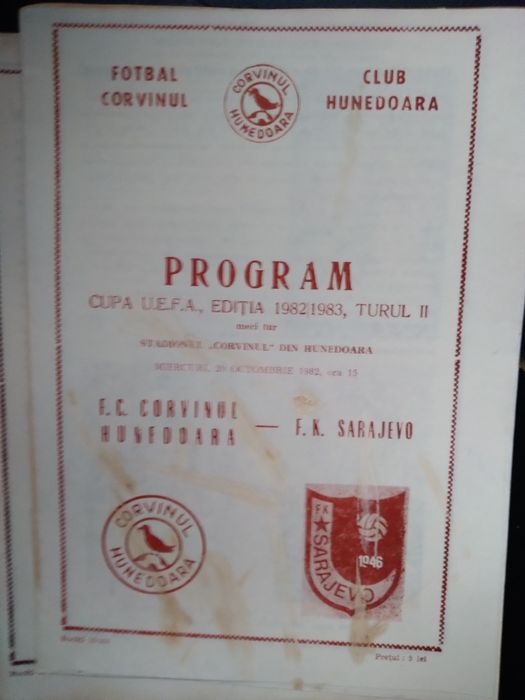 FOTBAL
CORVINUL
CORVINUL
HUNEDOARA
CLUB
HUNEDOARA
PROGRAM
CUPA U.E.F.A., EDIȚIA 1982/1983, TURUL II
meci tur
STADIONUL „CORVINUL" DIN HUNEDOARA
MIERCURI, 20 OCTOMBRIE 1982, ora 15
F.C. CORVINUL
HUNEDOARA
— F.K. SARAJEVO
CORVINUL
HUNEDOARA
FK
SARAJEVO
1946
Prețul : 5 lei